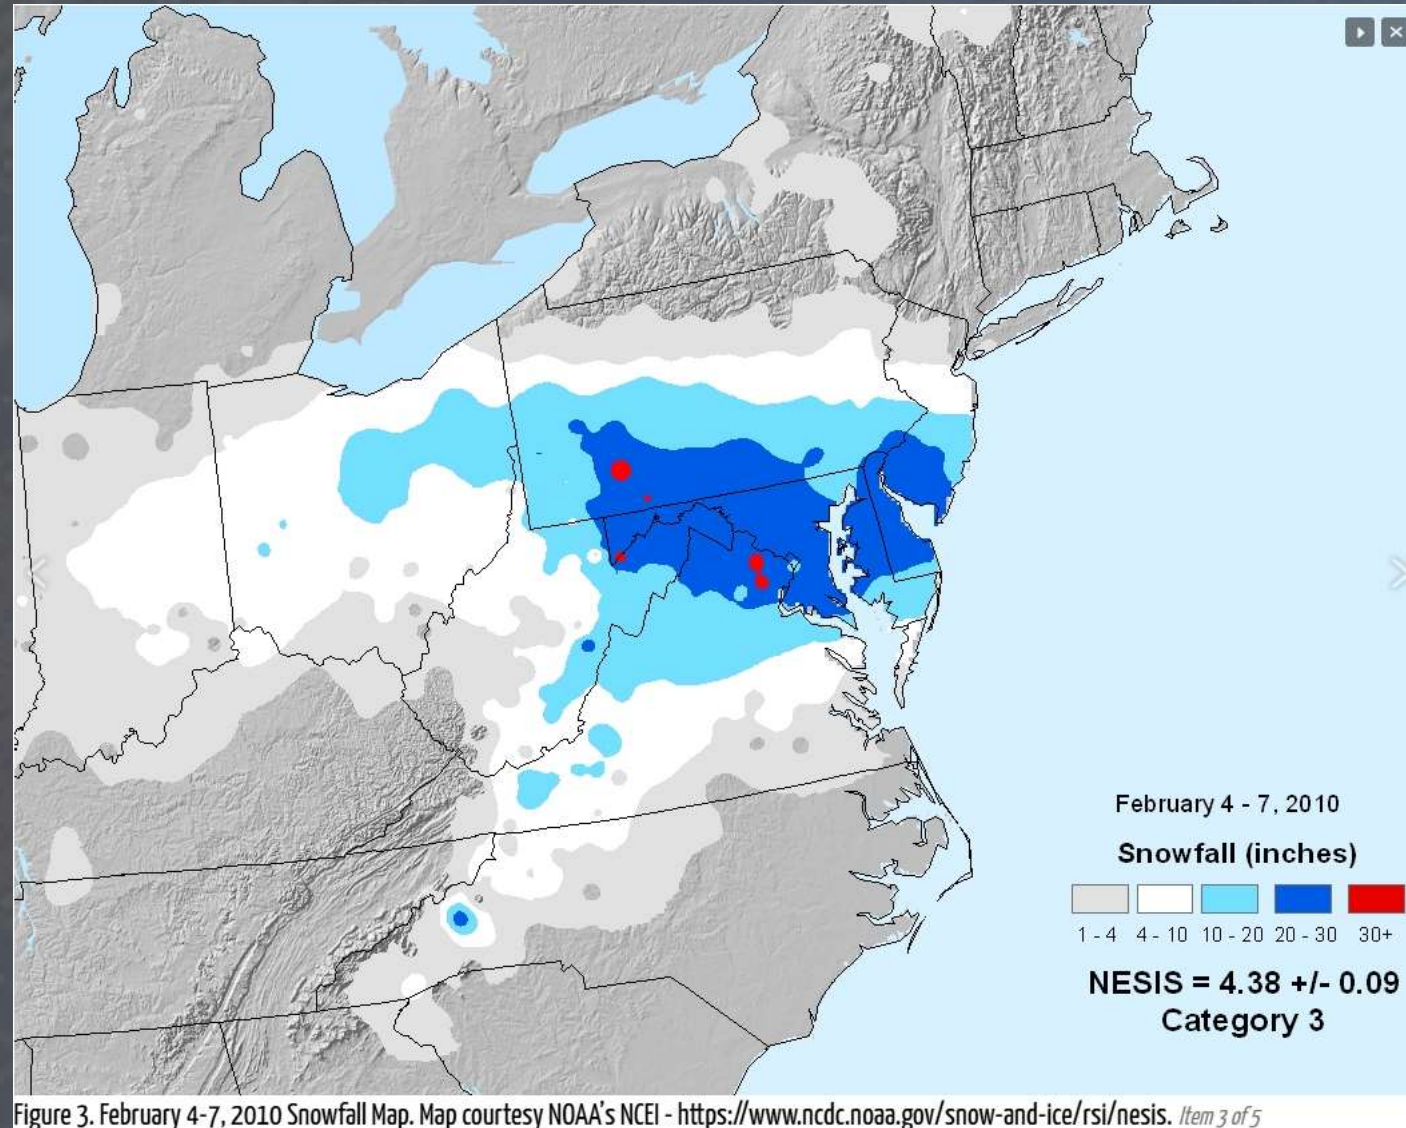 February 4 - 7, 2010
Snowfall (inches)
1 - 4 4 - 10 10 - 20 20 - 30 30+
NESIS = 4.38 +/- 0.09
Category 3
Figure 3. February 4-7, 2010 Snowfall Map. Map courtesy NOAA's NCEI - https://www.ncdc.noaa.gov/snow-and-ice/rsi/nesis. Item 3 of 5